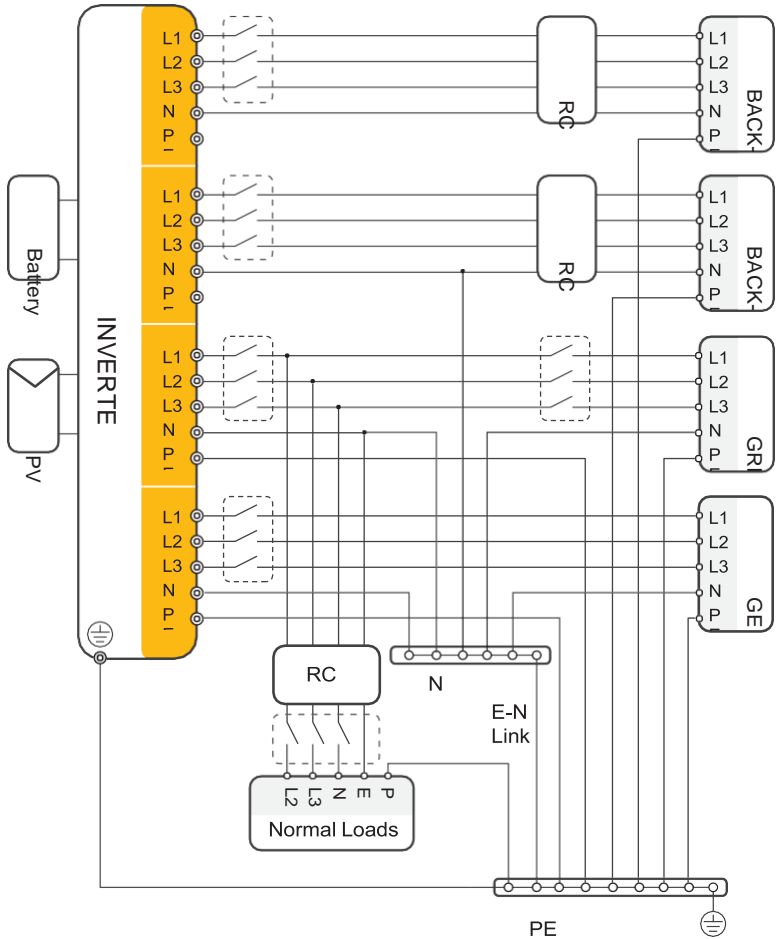 L1
L2
L3
N
P
L1
L2
L3
N
P
L1
L2
L3
N
P
L1
L2
L3
N
P
INVERTE
Battery
PV
RC
RC
L1
L2
L3
N
P
BACK-
L1
L2
L3
N
P
BACK-
L1
L2
L3
N
P
GRI
L1
L2
L3
N
P
GE
RC
N
E-N
Link
L2
L3
N
E
P
Normal Loads
PE